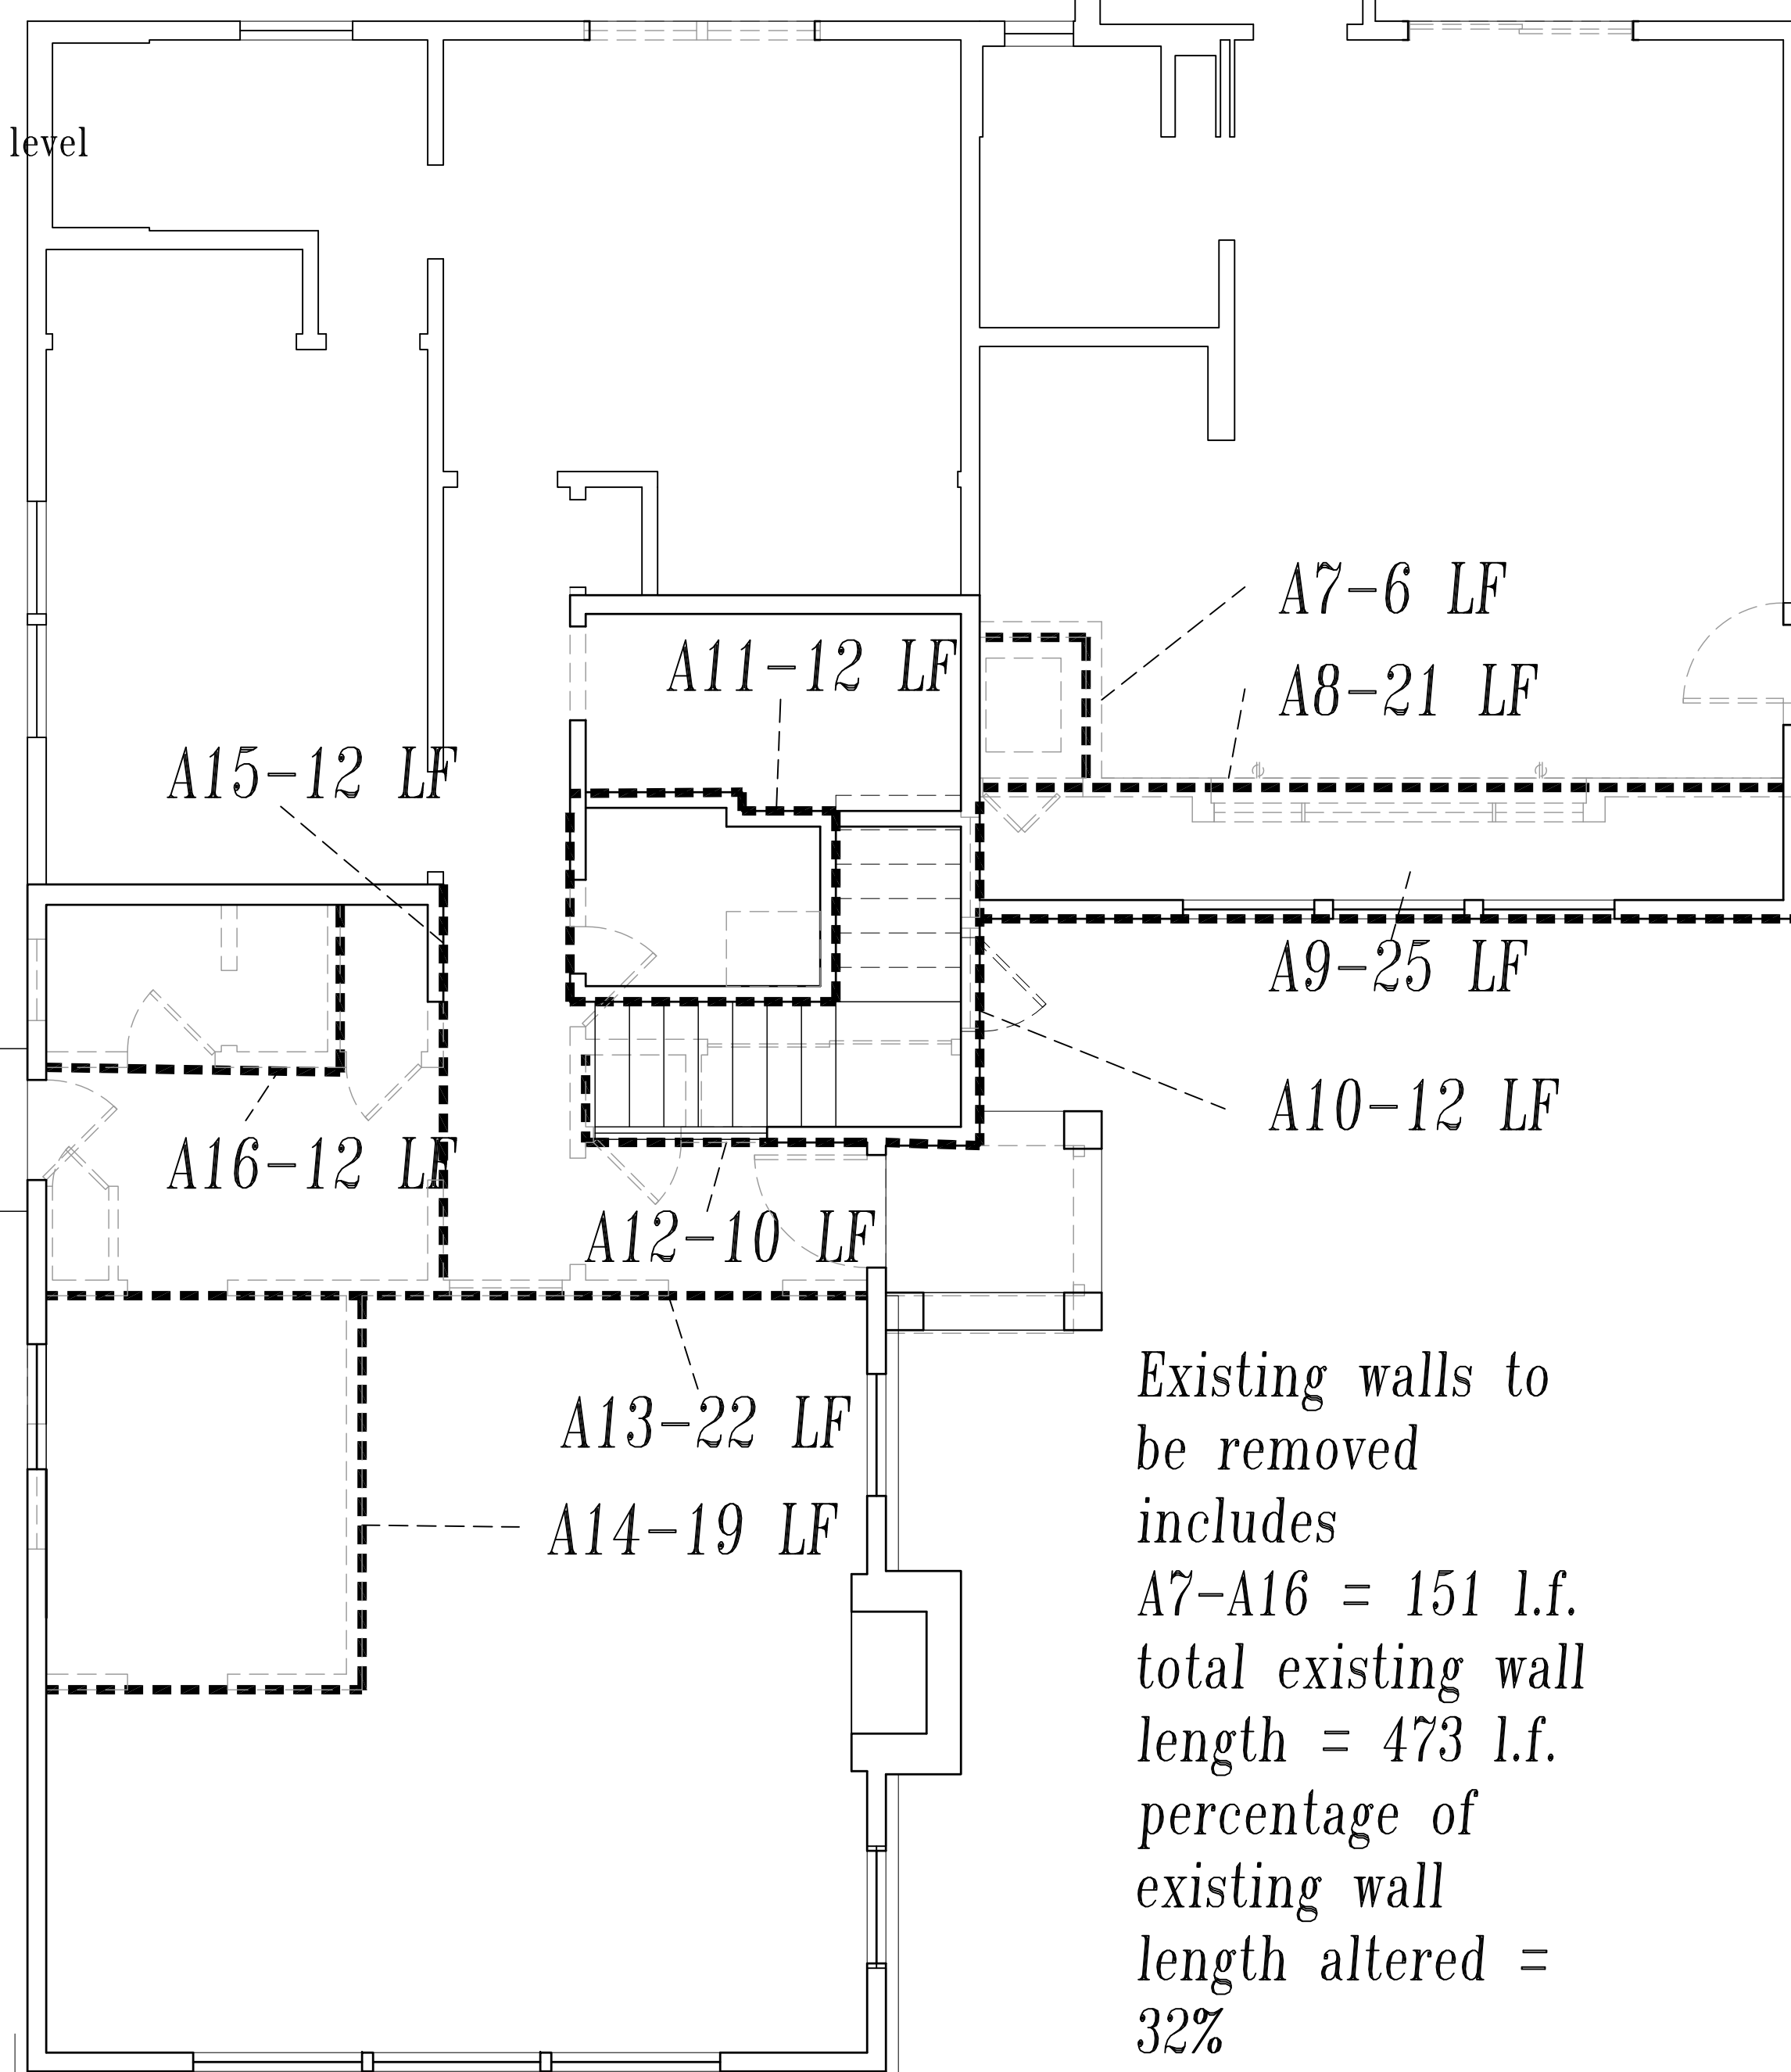 level
A7-6 LF
A11-12 LF
A8-21 LF
A15-12 LF
A9-25 LF
A10-12 LF
A16-12 LF
A12-10 LF
A13-22 LF
A14-19 LF
Existing walls to
be removed
includes
A7-A16 = 151 l.f.
total existing wall
length = 473 l.f.
percentage of
existing wall
length altered =
32%